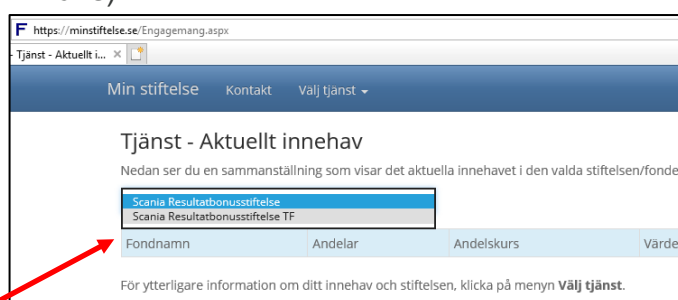 https://minstiftelse.se/Engagemang.aspx
Tjänst - Aktuellt i...
Min stiftelse Kontakt Välj tjänst
Tjänst - Aktuellt innehav
Nedan ser du en sammanställning som visar det aktuella innehavet i den valda stiftelsen/fonde
Scania Resultatbonusstiftelse
Scania Resultatbonusstiftelse TF
Fondnamn Andelar Andelskurs Värde
För ytterligare information om ditt innehav och stiftelsen, klicka på menyn Välj tjänst.